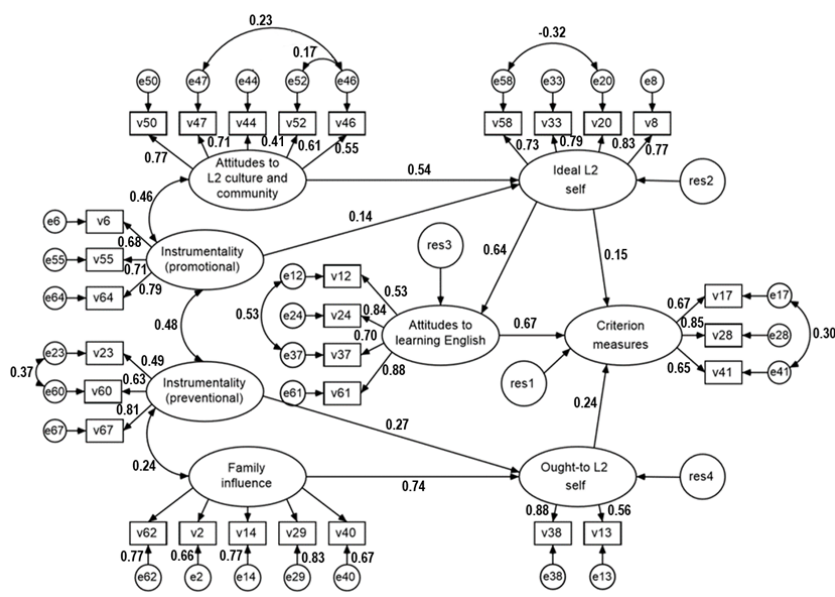 0.23
-0.32
0.17
e50 e47 e44 e52 e46
e58 e33 e20 e8
v50 v47 v44 v52 v46
v58 v33 v20 v8
0.77 0.71 0.41 0.61 0.55
0.73 0.79 0.83 0.77
Attitudes to
L2 culture and
community
0.54
Ideal L2
self
res2
0.46
0.14
e6 v6 0.68
e55 v55 0.71
e64 v64 0.79
Instrumentality
(promotional)
res3
0.64
0.15
e12 v12 0.53
e24 v24 0.84
e37 v37 0.70
e61 v61 0.88
0.53
0.48
Attitudes to
learning English
0.67
Criterion
measures
0.67 v17 e17
0.85 v28 e28
0.65 v41 e41
0.30
res1
e23 v23 0.49
e60 v60 0.63
e67 v67 0.81
0.37
Instrumentality
(preventional)
0.27
0.24
0.24
Family
influence
0.74
Ought-to L2
self
res4
0.88 0.56
v62 v2 v14 v29 v40
v38 v13
0.77 0.66 0.77 0.83 0.67
e62 e2 e14 e29 e40
e38 e13